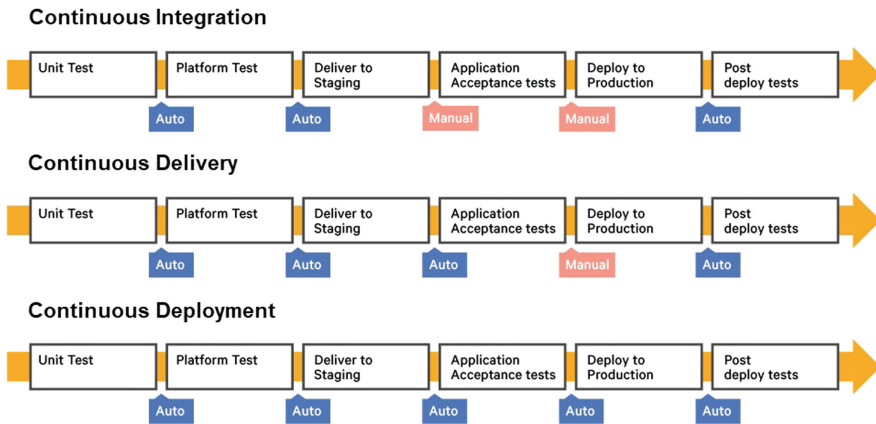 Continuous Integration
Unit Test
Platform Test
Deliver to
Staging
Application
Acceptance tests
Deploy to
Production
Post
deploy tests
Auto
Auto
Manual
Manual
Auto
Continuous Delivery
Unit Test
Platform Test
Deliver to
Staging
Application
Acceptance tests
Deploy to
Production
Post
deploy tests
Auto
Auto
Auto
Manual
Auto
Continuous Deployment
Unit Test
Platform Test
Deliver to
Staging
Application
Acceptance tests
Deploy to
Production
Post
deploy tests
Auto
Auto
Auto
Auto
Auto